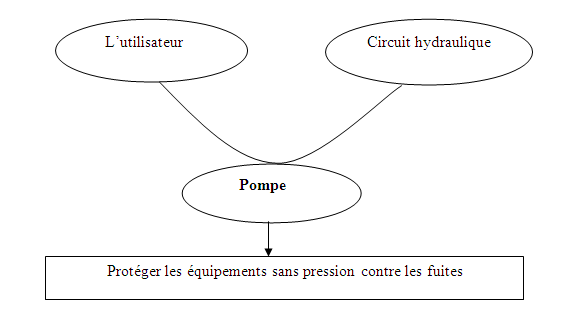 L'utilisateur
Circuit hydraulique
Pompe
Protéger les équipements sans pression contre les fuites